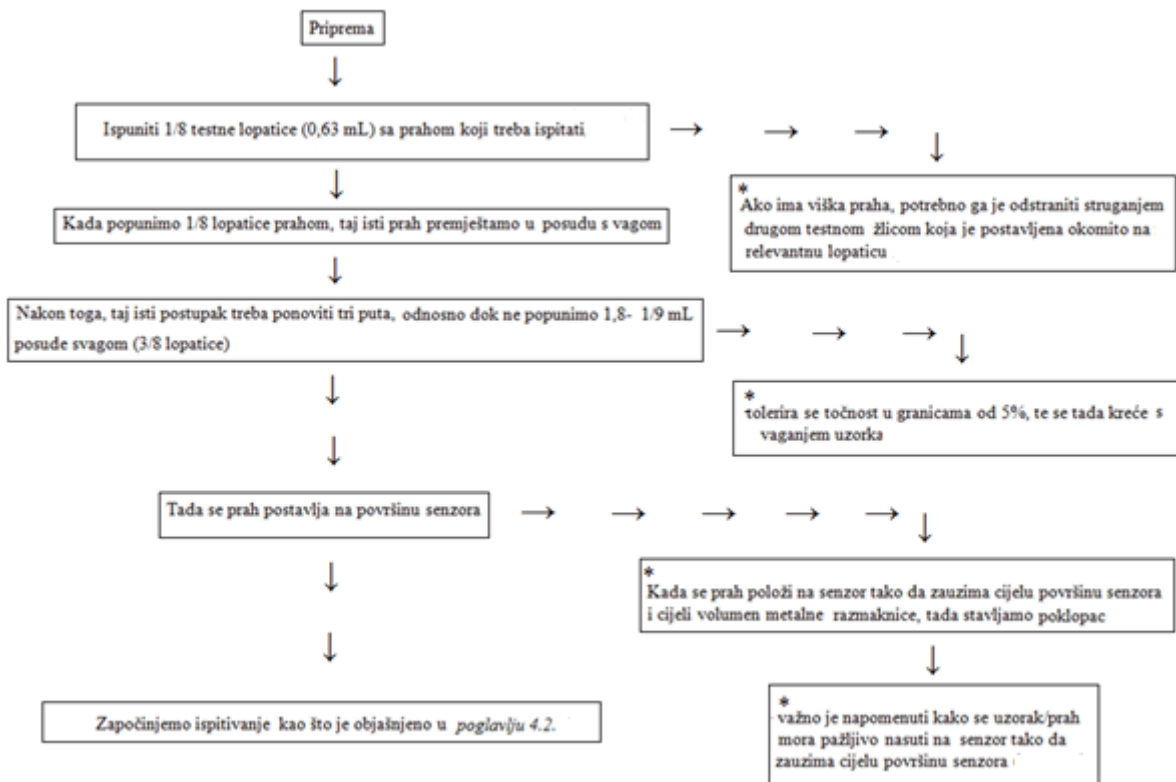 Priprema
Ispuniti 1/8 testne lopatice (0,63 mL) sa prahom koji treba ispitati
*
Ako ima viška praha, potrebno ga je odstraniti struganjem
drugom testnom žlicom koja je postavljena okomito na
relevantnu lopaticu
Kada popunimo 1/8 lopatice prahom, taj isti prah premještamo u posudu s vagom
Nakon toga, taj isti postupak treba ponoviti tri puta, odnosno dok ne popunimo 1,8- 1/9 mL
posude svagom (3/8 lopatice)
*
tolerira se točnost u granicama od 5%, te se tada kreće s
vaganjem uzorka
Tada se prah postavlja na površinu senzora
*
Kada se prah položi na senzor tako da zauzima cijelu površinu senzora
i cijeli volumen metalne razmaknice, tada stavljamo poklopac
*
važno je napomenuti kako se uzorak/prah
mora pažljivo nasuti na senzor tako da
zauzima cijelu površinu senzora
Započinjemo ispitivanje kao što je objašnjeno u poglavlju 4.2.